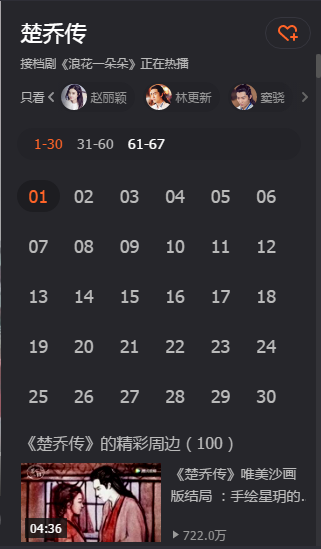 楚乔传
接档剧《浪花一朵朵》正在热播
只看 赵丽颖 林更新 窦骁
1-30 31-60 61-67
01 02 03 04 05 06
07 08 09 10 11 12
13 14 15 16 17 18
19 20 21 22 23 24
25 26 27 28 29 30
《楚乔传》的精彩周边（100）
《楚乔传》唯美沙画
版结局 ：手绘星玥的.
04:36
722.0万